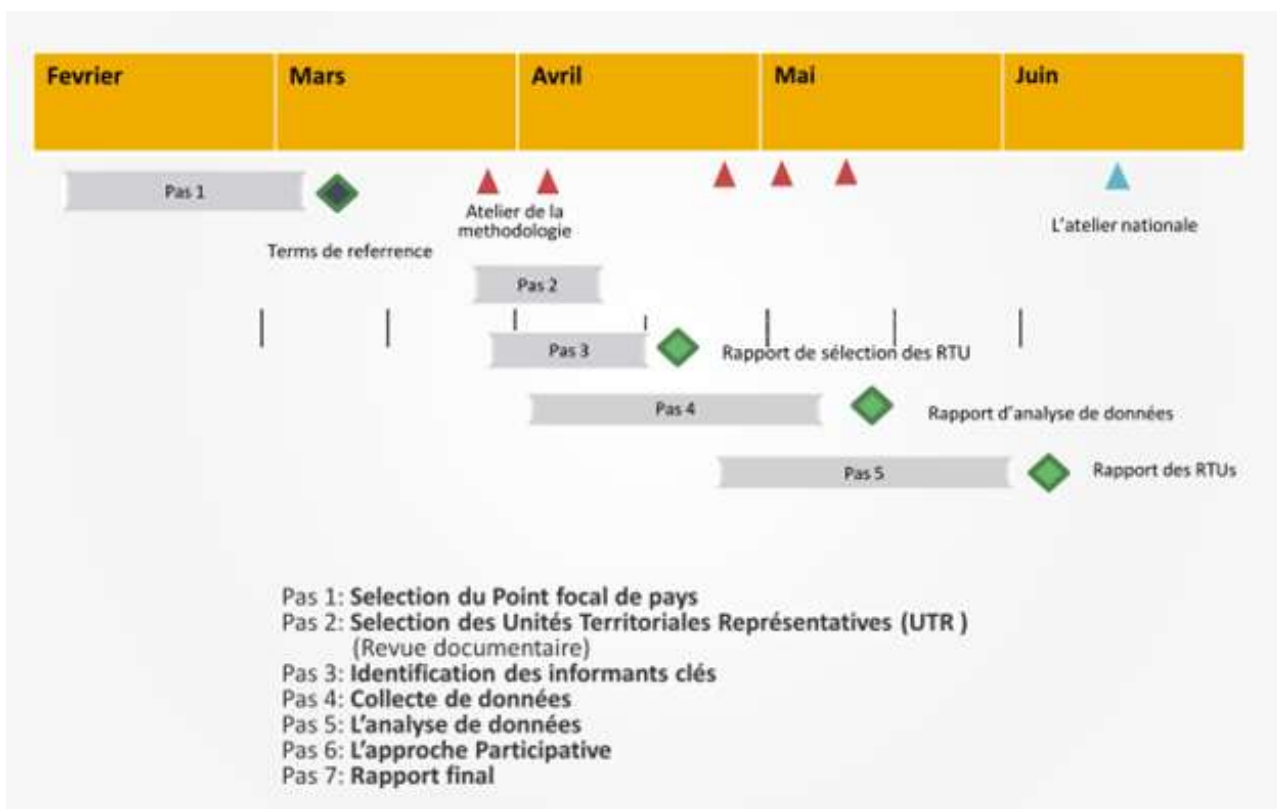 Fevrier
Mars
Avril
Mai
Juin
Pas 1
Atelier de la
methodologie
L'atelier nationale
Terms de referrence
Pas 2
Pas 3
Rapport de sélection des RTU
Pas 4
Rapport d'analyse de données
Pas 5
Rapport des RTUs
Pas 1: Selection du Point focal de pays
Pas 2: Selection des Unités Territoriales Représentatives (UTR )
(Revue documentaire)
Pas 3: Identification des informants clés
Pas 4: Collecte de données
Pas 5: L'analyse de données
Pas 6: L'approche Participative
Pas 7: Rapport final